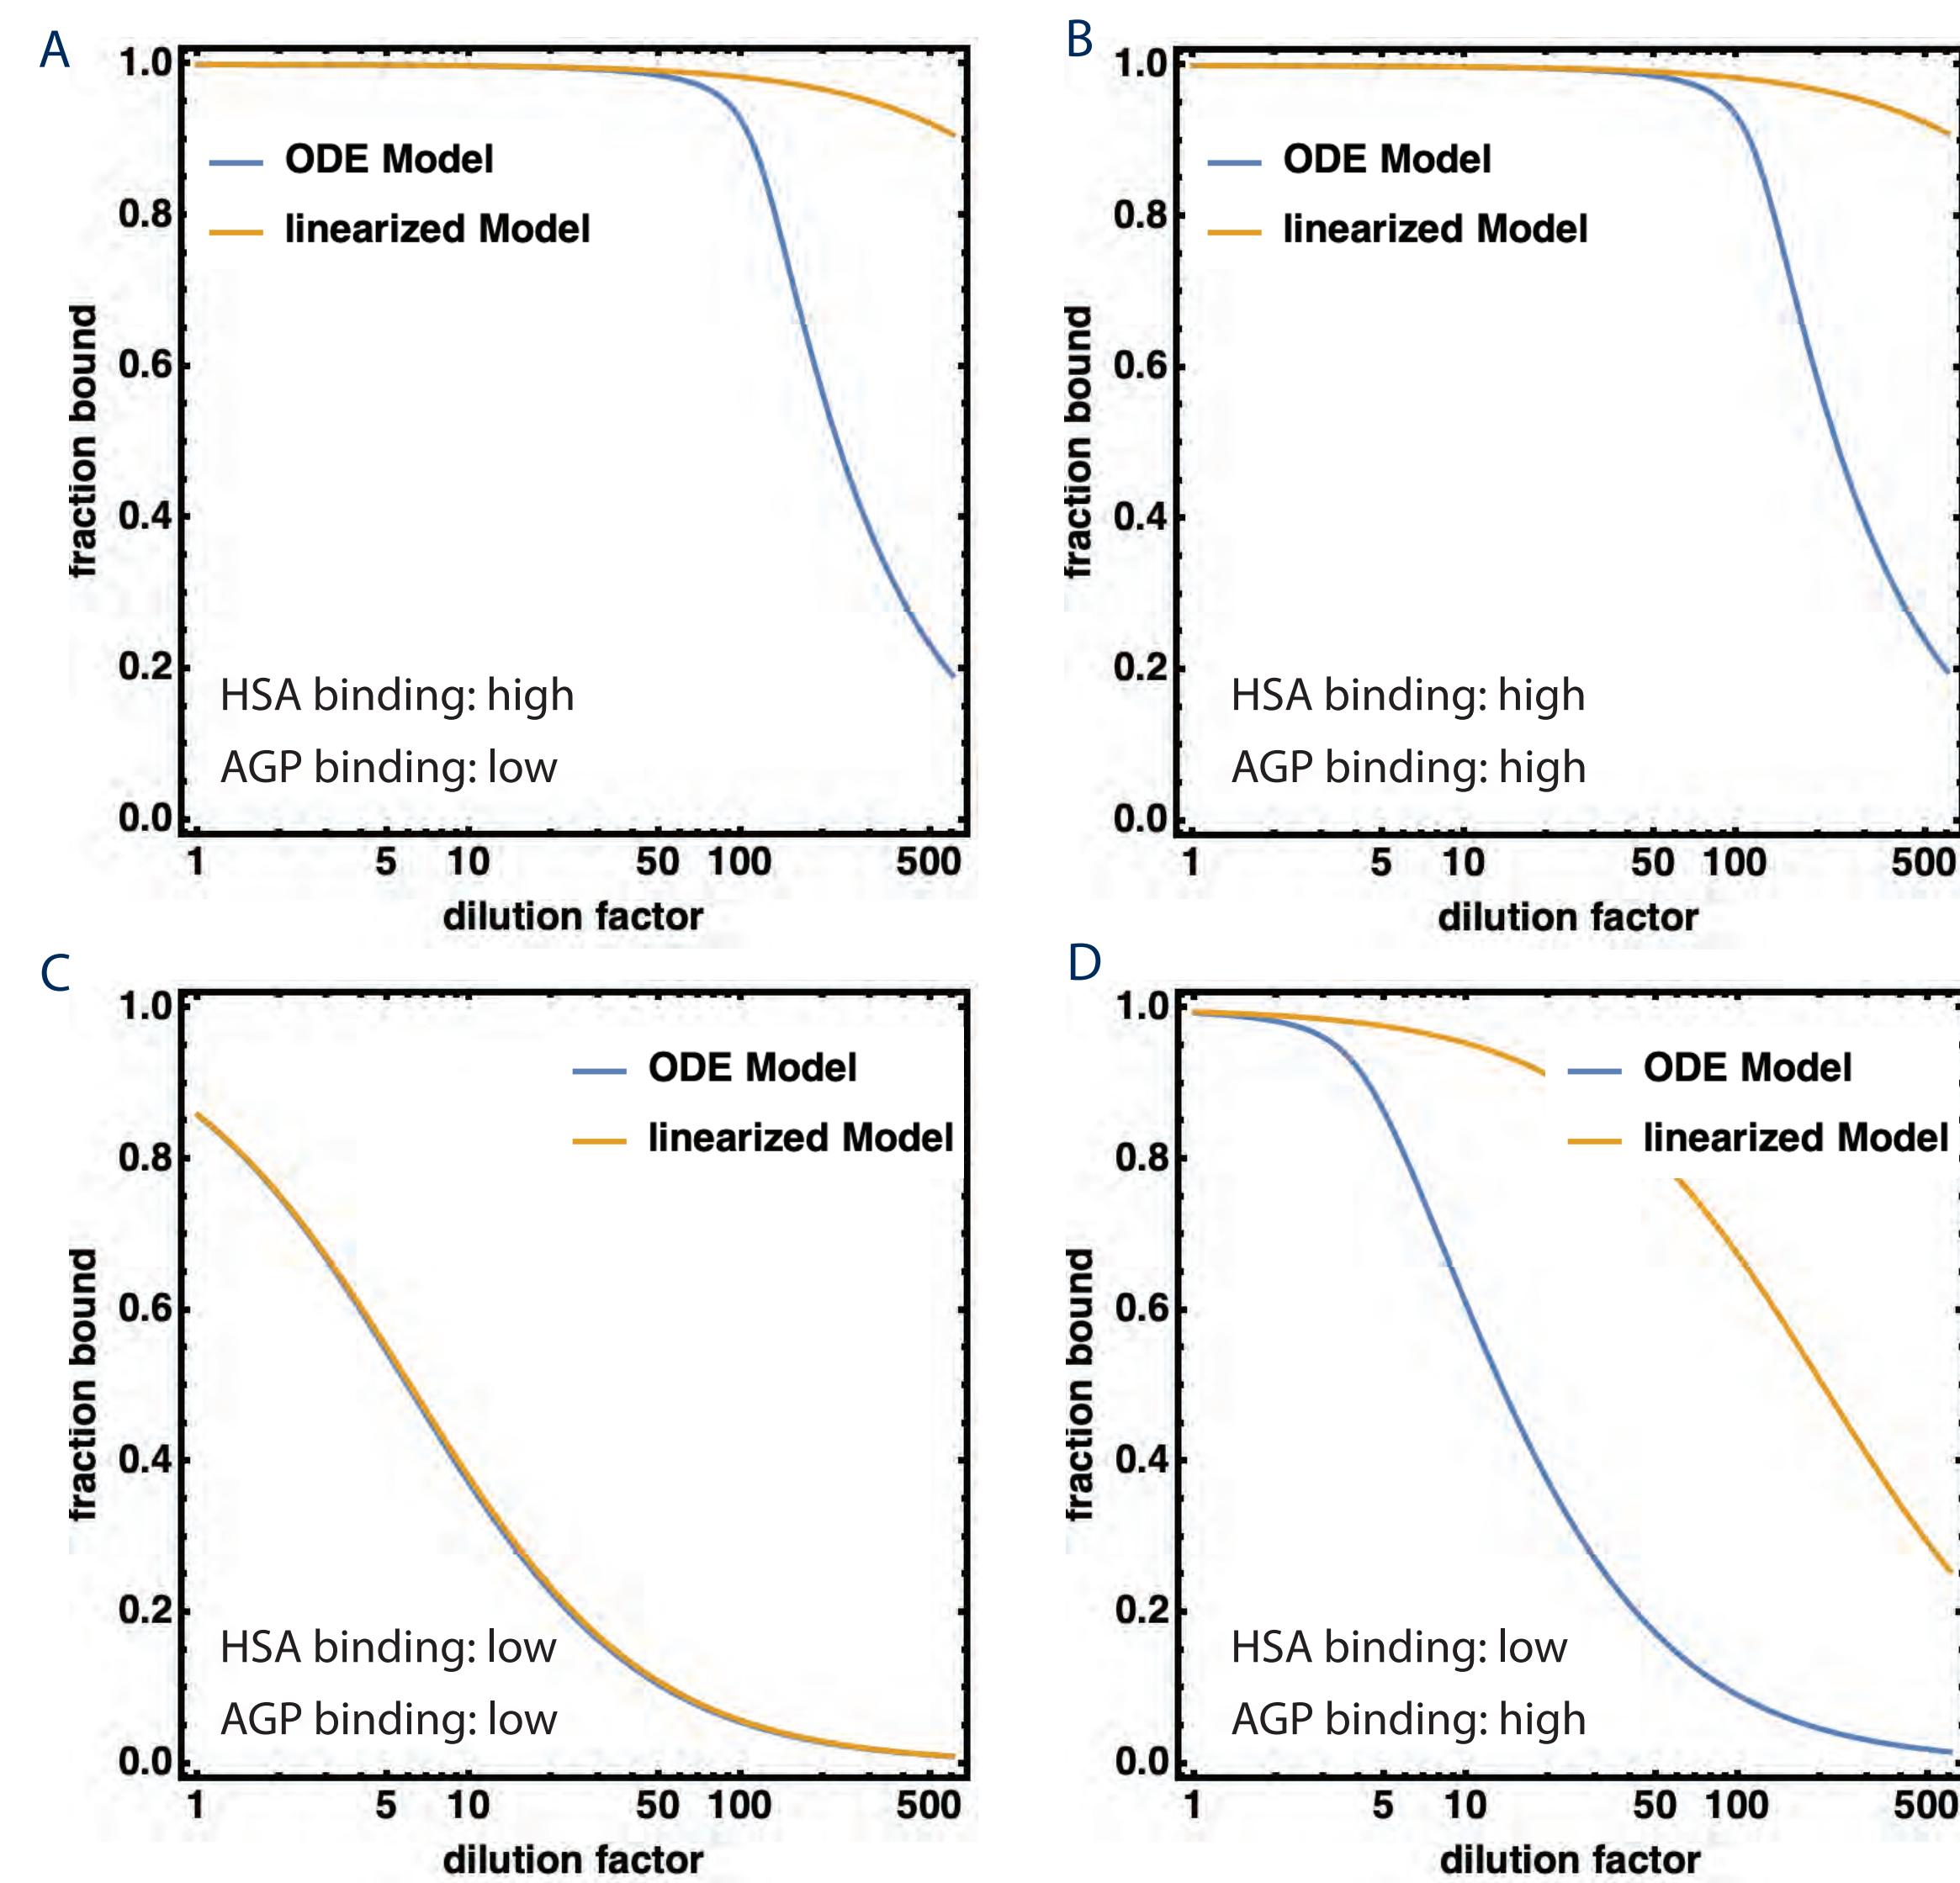 A
1.0
0.8
0.6
0.4
0.2
0.0
fraction bound
ODE Model
linearized Model
HSA binding: high
AGP binding: low
1 5 10 50 100 500
dilution factor
B
1.0
0.8
0.6
0.4
0.2
0.0
fraction bound
ODE Model
linearized Model
HSA binding: high
AGP binding: high
1 5 10 50 100 500
dilution factor
C
1.0
0.8
0.6
0.4
0.2
0.0
fraction bound
ODE Model
linearized Model
HSA binding: low
AGP binding: low
1 5 10 50 100 500
dilution factor
D
1.0
0.8
0.6
0.4
0.2
0.0
fraction bound
ODE Model
linearized Model
HSA binding: low
AGP binding: high
1 5 10 50 100 500
dilution factor